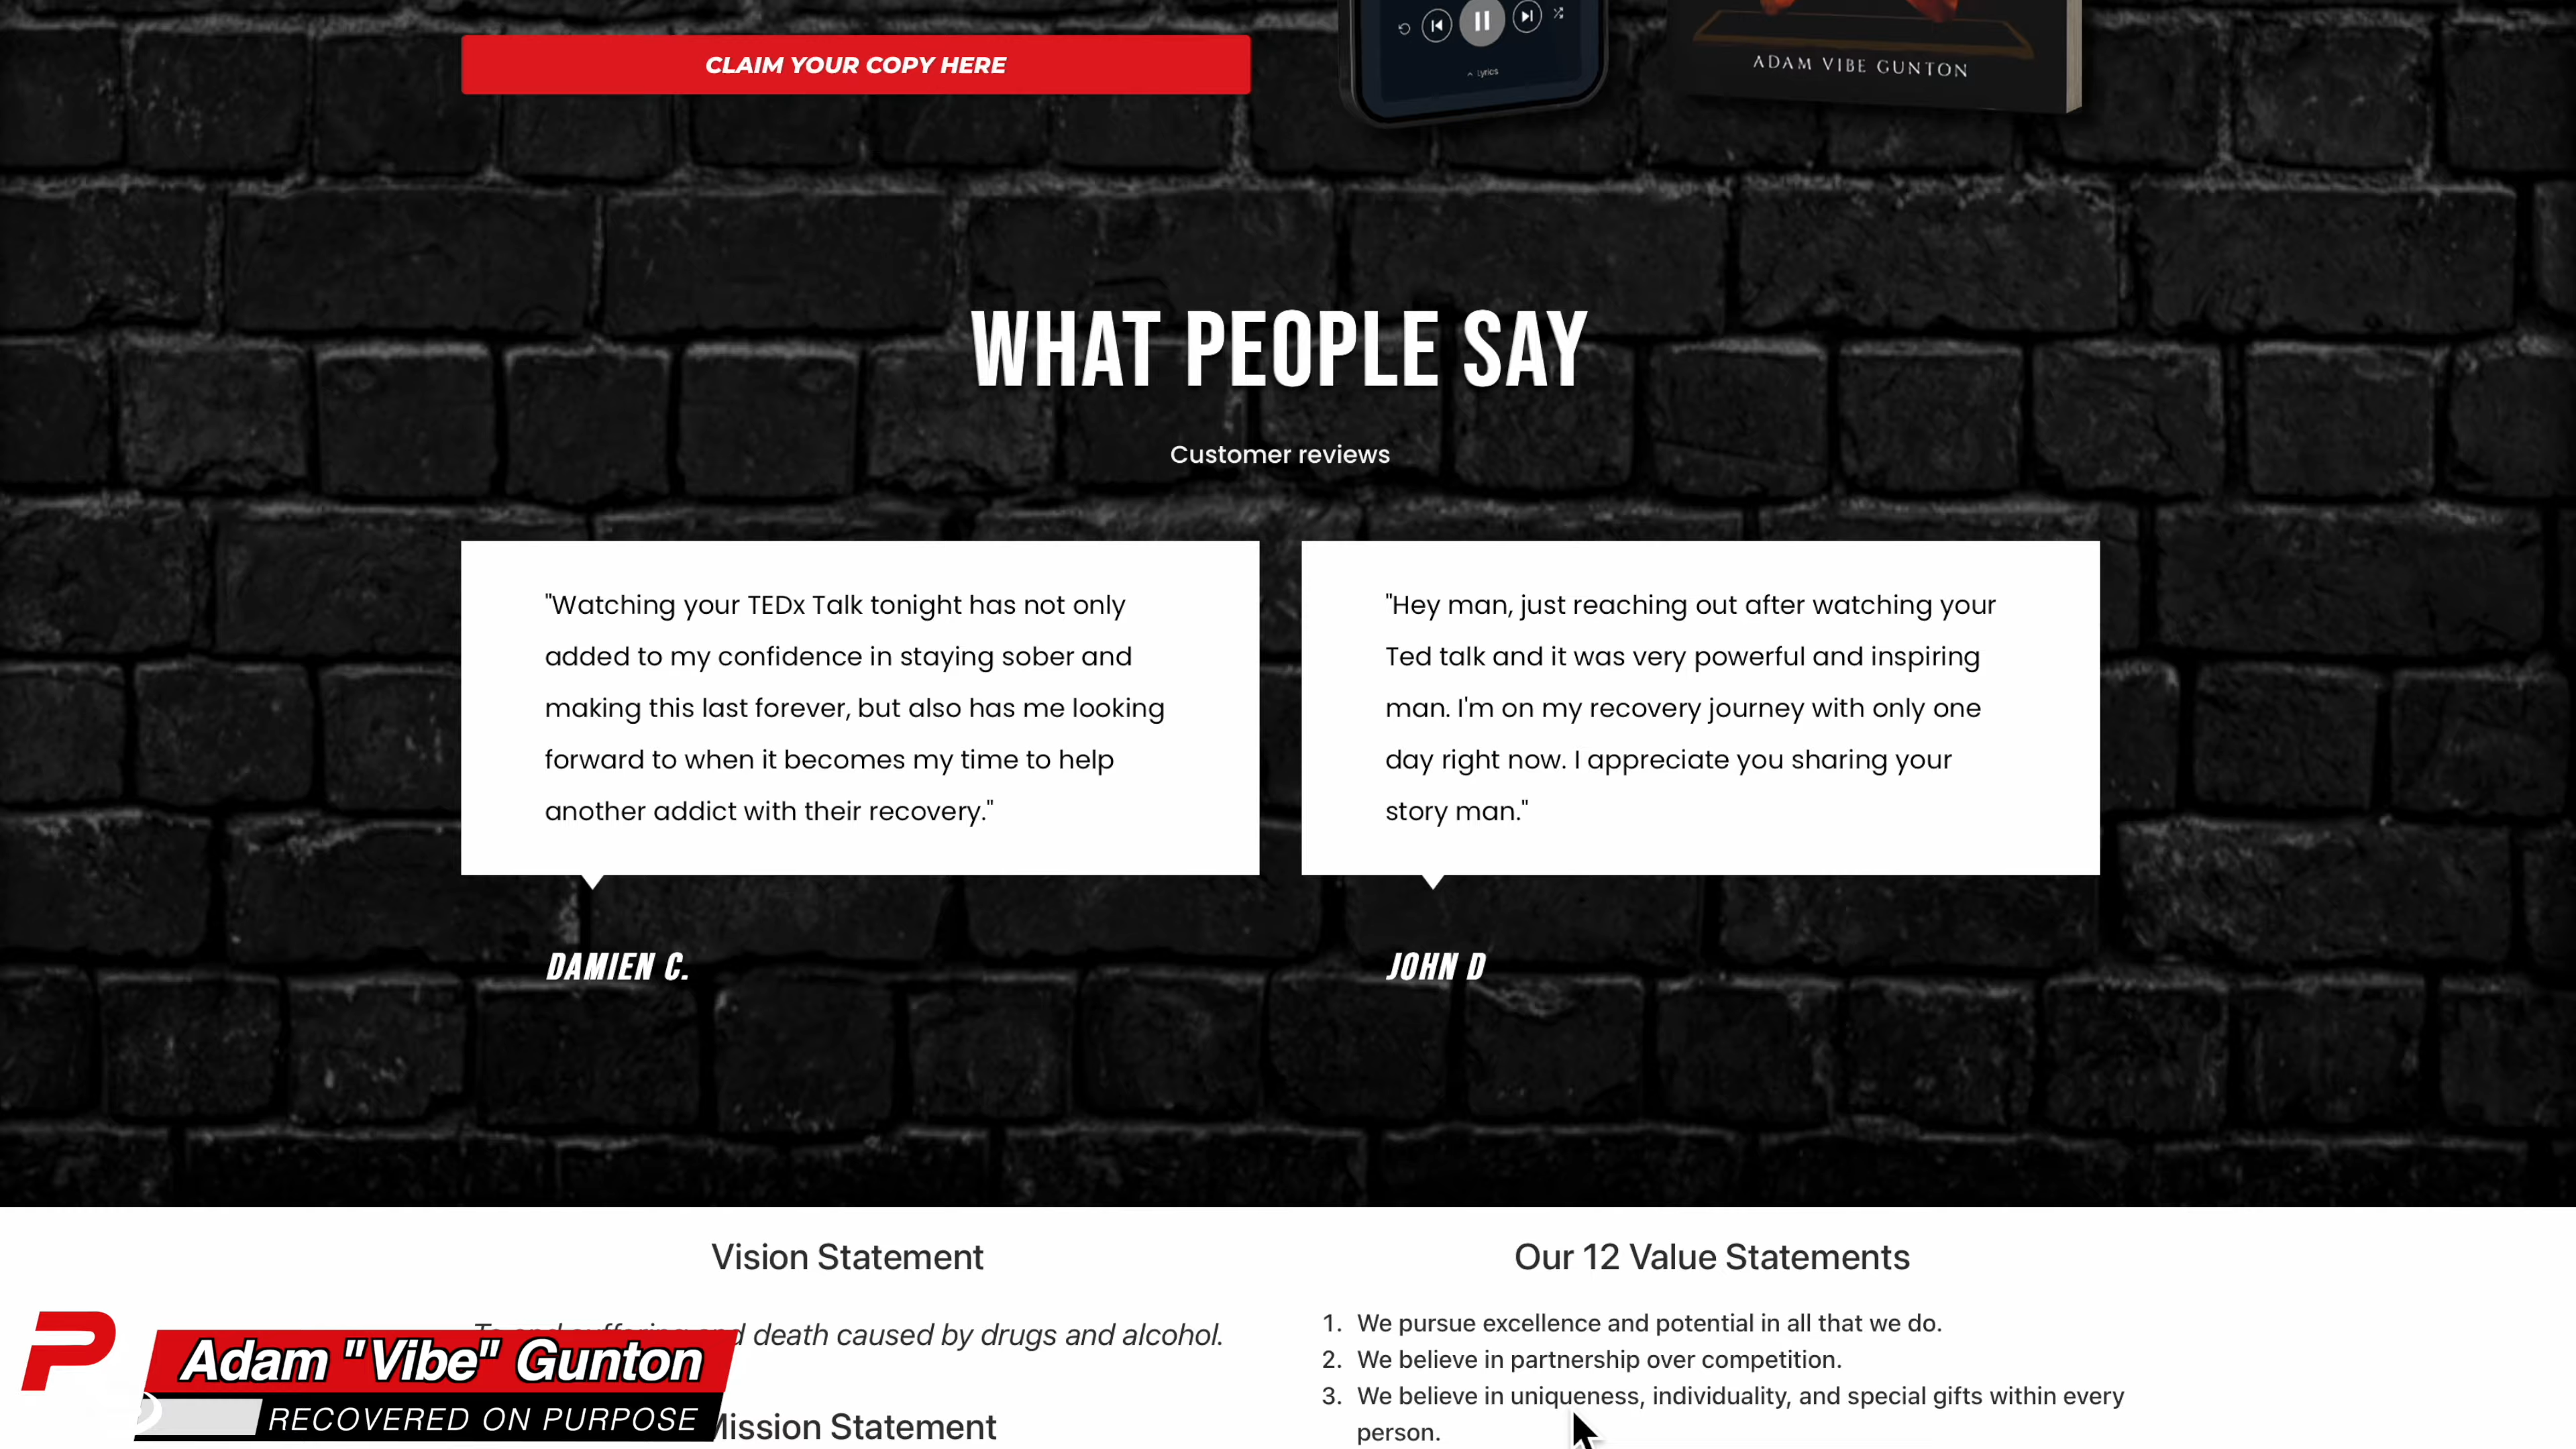 CLAIM YOUR COPY HERE
Lyrics
ADAM VIBE GUNTON
WHAT PEOPLE SAY
Customer reviews
"Watching your TEDx Talk tonight has not only
added to my confidence in staying sober and
making this last forever, but also has me looking
forward to when it becomes my time to help
another addict with their recovery."
DAMIEN C.
"Hey man, just reaching out after watching your
Ted talk and it was very powerful and inspiring
man. I'm on my recovery journey with only one
day right now. I appreciate you sharing your
story man."
JOHN D
Vision Statement
death caused by drugs and alcohol.
Mission Statement
Our 12 Value Statements
1. We pursue excellence and potential in all that we do.
2. We believe in partnership over competition.
3. We believe in uniqueness, individuality, and special gifts within every
person.
P
Adam "Vibe" Gunton
RECOVERED ON PURPOSE